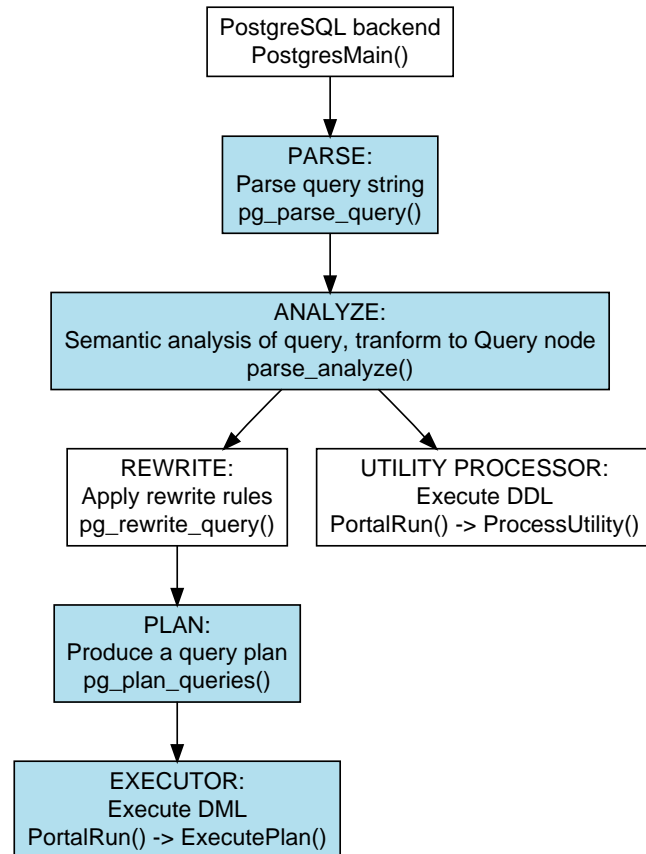 PostgreSQL backend
PostgresMain()
PARSE:
Parse query string
pg_parse_query()
ANALYZE:
Semantic analysis of query, tranform to Query node
parse_analyze()
REWRITE:
Apply rewrite rules
pg_rewrite_query()
UTILITY PROCESSOR:
Execute DDL
PortalRun() -> ProcessUtility()
PLAN:
Produce a query plan
pg_plan_queries()
EXECUTOR:
Execute DML
PortalRun() -> ExecutePlan()